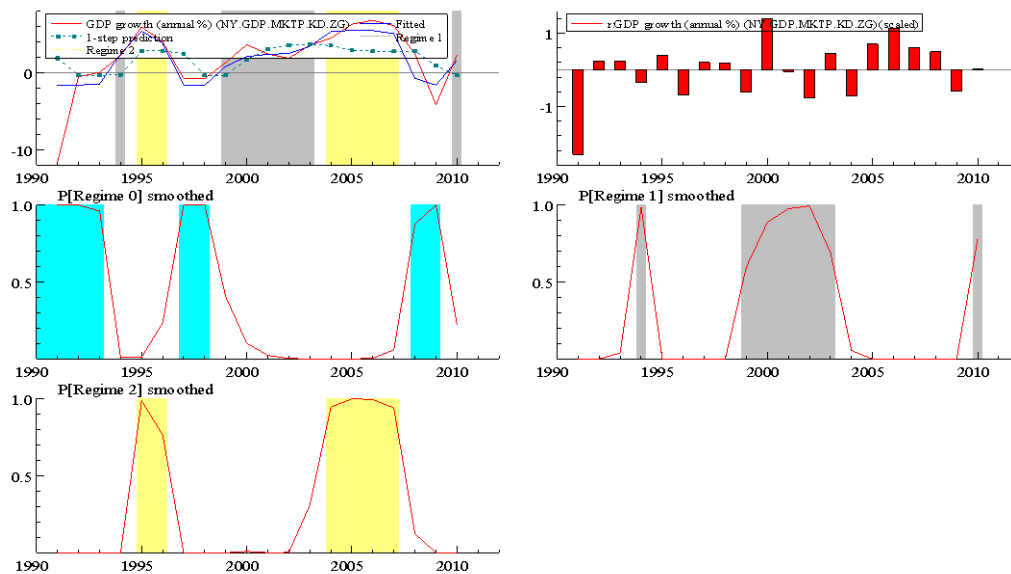 GDP growth (annual %) (NY.GDP.MKTP.KD.ZG) Fitted
1-step prediction Regime 1
Regime 2
0
-10
1990 1995 2000 2005 2010
r:GDP growth (annual %) (NY.GDP.MKTP.KD.ZG) (scaled)
1
-1
1990 1995 2000 2005 2010
P[Regime 0] smoothed
1.0
0.5
1990 1995 2000 2005 2010
P[Regime 1] smoothed
1.0
0.5
1990 1995 2000 2005 2010
P[Regime 2] smoothed
1.0
0.5
1990 1995 2000 2005 2010